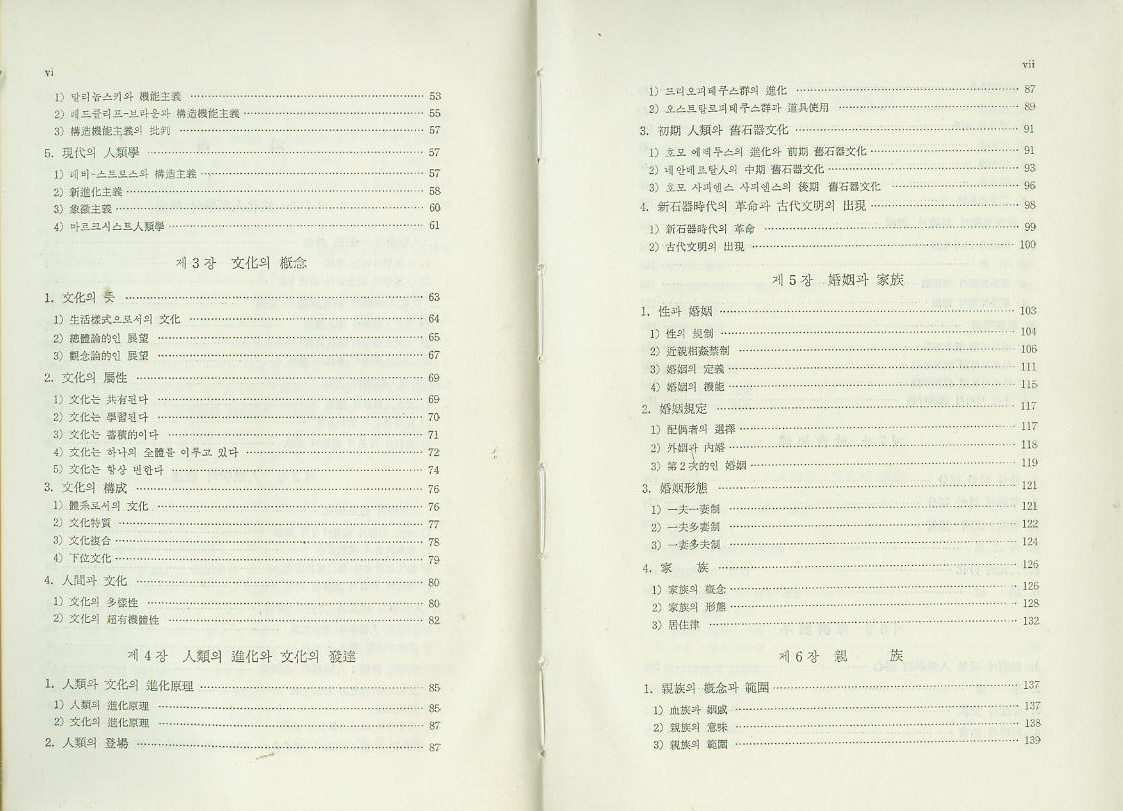 vi
1) 말리놉스키와 機能主義 53
2) 래드클리프-브라운과 構造機能主義 55
3) 構造機能主義의 批判 57
5. 現代의 人類學 57
1) 레비-스트로스와 構造主義 57
2) 新進化主義 58
3) 象徵主義 60
4) 마르크시스트人類學 61
제 3 장 文化의 槪念
1. 文化의 뜻 63
1) 生活樣式으로서의 文化 64
2) 總體論的인 展望 65
3) 觀念論的인 展望 67
2. 文化의 屬性 69
1) 文化는 共有된다 69
2) 文化는 學習된다 70
3) 文化는 蓄積的이다 71
4) 文化는 하나의 全體를 이루고 있다 72
5) 文化는 항상 변한다 74
3. 文化의 構成 76
1) 體系로서의 文化 76
2) 文化特質 77
3) 文化複合 78
4) 下位文化 79
4. 人間과 文化 80
1) 文化의 多樣性 80
2) 文化의 超有機體性 82
제 4 장 人類의 進化와 文化의 發達
1. 人類와 文化의 進化原理 85
1) 人類의 進化原理 85
2) 文化의 進化原理 87
2. 人類의 登場 87
vii
1) 드리오피테쿠스群의 進化 87
2) 오스트랄로피테쿠스群과 道具使用 89
3. 初期 人類와 舊石器文化 91
1) 호모 에렉투스의 進化와 前期 舊石器文化 91
2) 네안데르탈人의 中期 舊石器文化 93
3) 호모 사피엔스 사피엔스의 後期 舊石器文化 96
4. 新石器時代의 革命과 古代文明의 出現 98
1) 新石器時代의 革命 99
2) 古代文明의 出現 100
제 5 장 婚姻과 家族
1. 性과 婚姻 103
1) 性의 規制 104
2) 近親相姦禁制 106
3) 婚姻의 定義 111
4) 婚姻의 機能 115
2. 婚姻規定 117
1) 配偶者의 選擇 117
2) 外婚과 內婚 118
3) 第2次的인 婚姻 119
3. 婚姻形態 121
1) 一夫一妻制 121
2) 一夫多妻制 122
3) 一妻多夫制 124
4. 家 族 126
1) 家族의 槪念 126
2) 家族의 形態 128
3) 居住律 132
제 6 장 親 族
1. 親族의 槪念과 範圍 137
1) 血族과 姻戚 137
2) 親族의 意味 138
3) 親族의 範圍 139